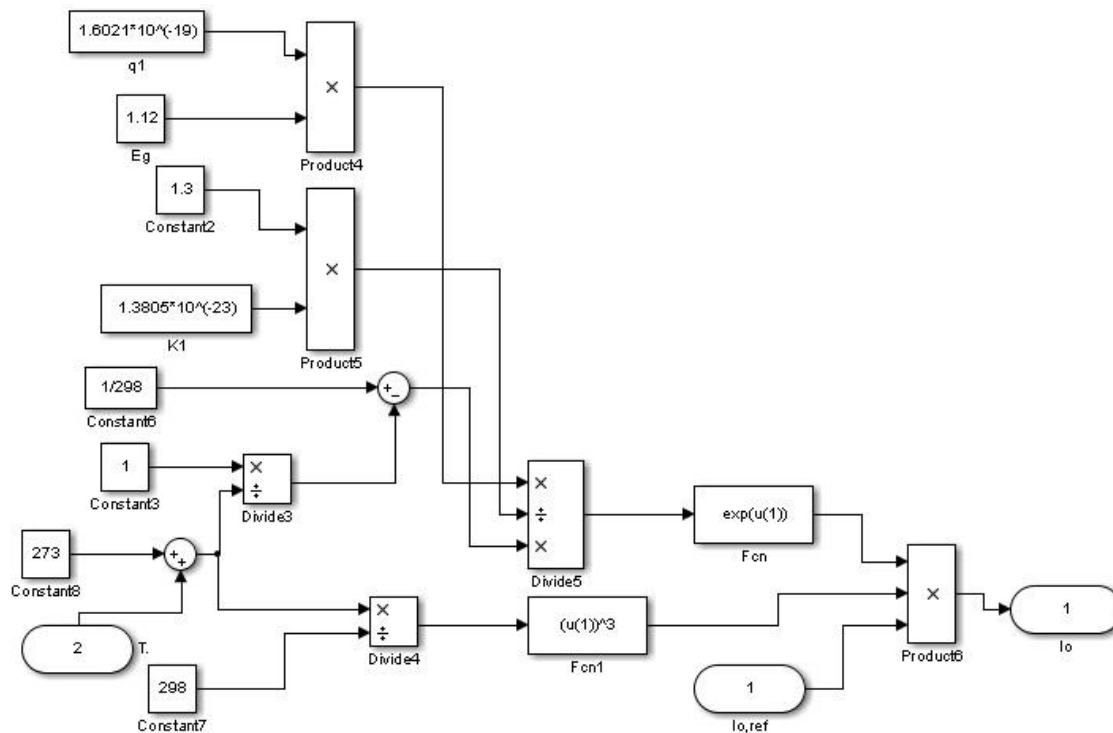 1.6021*10^(-19)
q1
×
1.12
Eg
Product4
1.3
Constant2
×
1.3805*10^(-23)
K1
Product5
1/298
+
−
Constant6
1
×
÷
Constant3
Divide3
×
÷
×
Divide5
exp(u(1))
Fcn
273
+
+
Constant8
2
T.
×
÷
Divide4
(u(1))^3
Fcn1
×
Product6
1
Io
298
Constant7
1
Io,ref